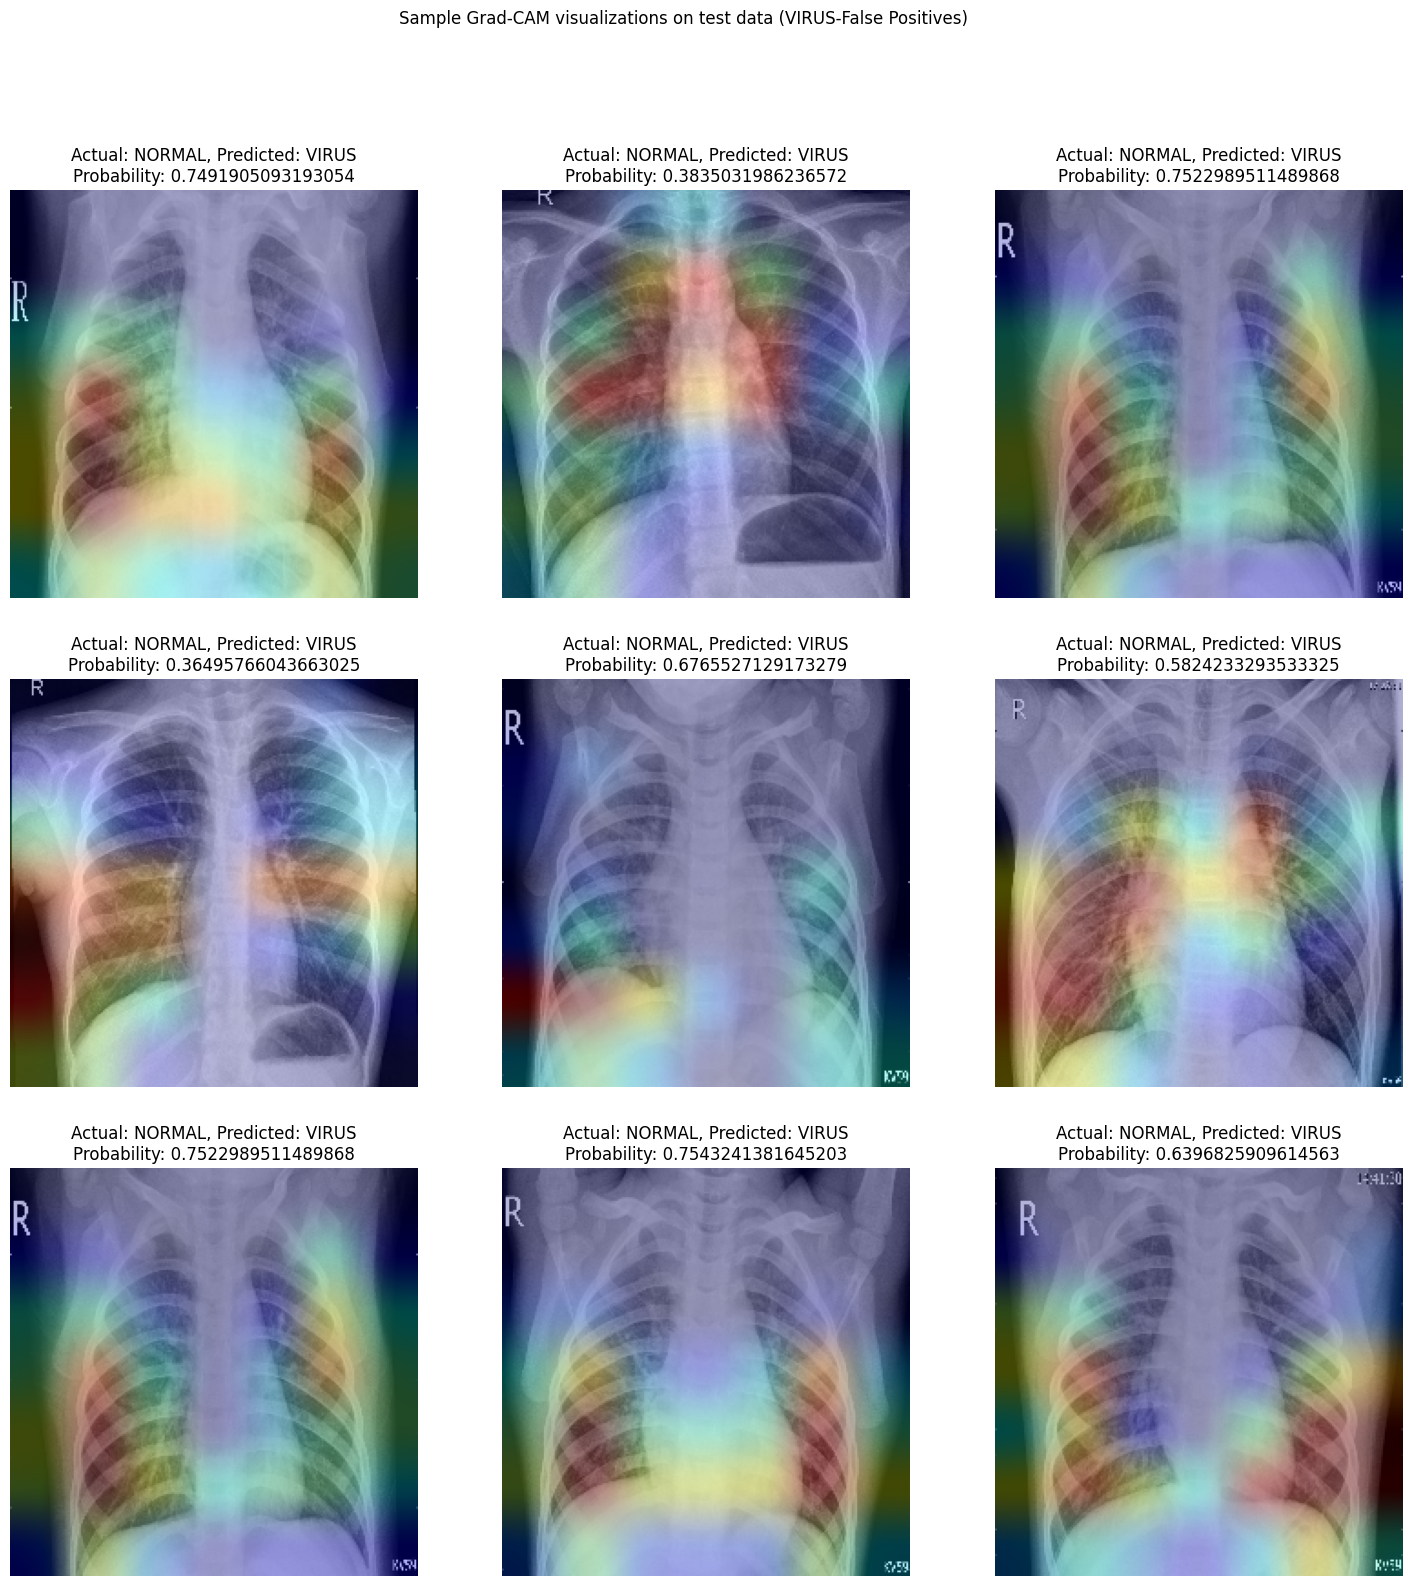 Sample Grad-CAM visualizations on test data (VIRUS-False Positives)
Actual: NORMAL, Predicted: VIRUS
Probability: 0.7491905093193054
R
Actual: NORMAL, Predicted: VIRUS
Probability: 0.3835031986236572
R
Actual: NORMAL, Predicted: VIRUS
Probability: 0.7522989511489868
R
Actual: NORMAL, Predicted: VIRUS
Probability: 0.36495766043663025
R
Actual: NORMAL, Predicted: VIRUS
Probability: 0.6765527129173279
R
Actual: NORMAL, Predicted: VIRUS
Probability: 0.5824233293533325
R
Actual: NORMAL, Predicted: VIRUS
Probability: 0.7522989511489868
R
Actual: NORMAL, Predicted: VIRUS
Probability: 0.7543241381645203
R
Actual: NORMAL, Predicted: VIRUS
Probability: 0.6396825909614563
R